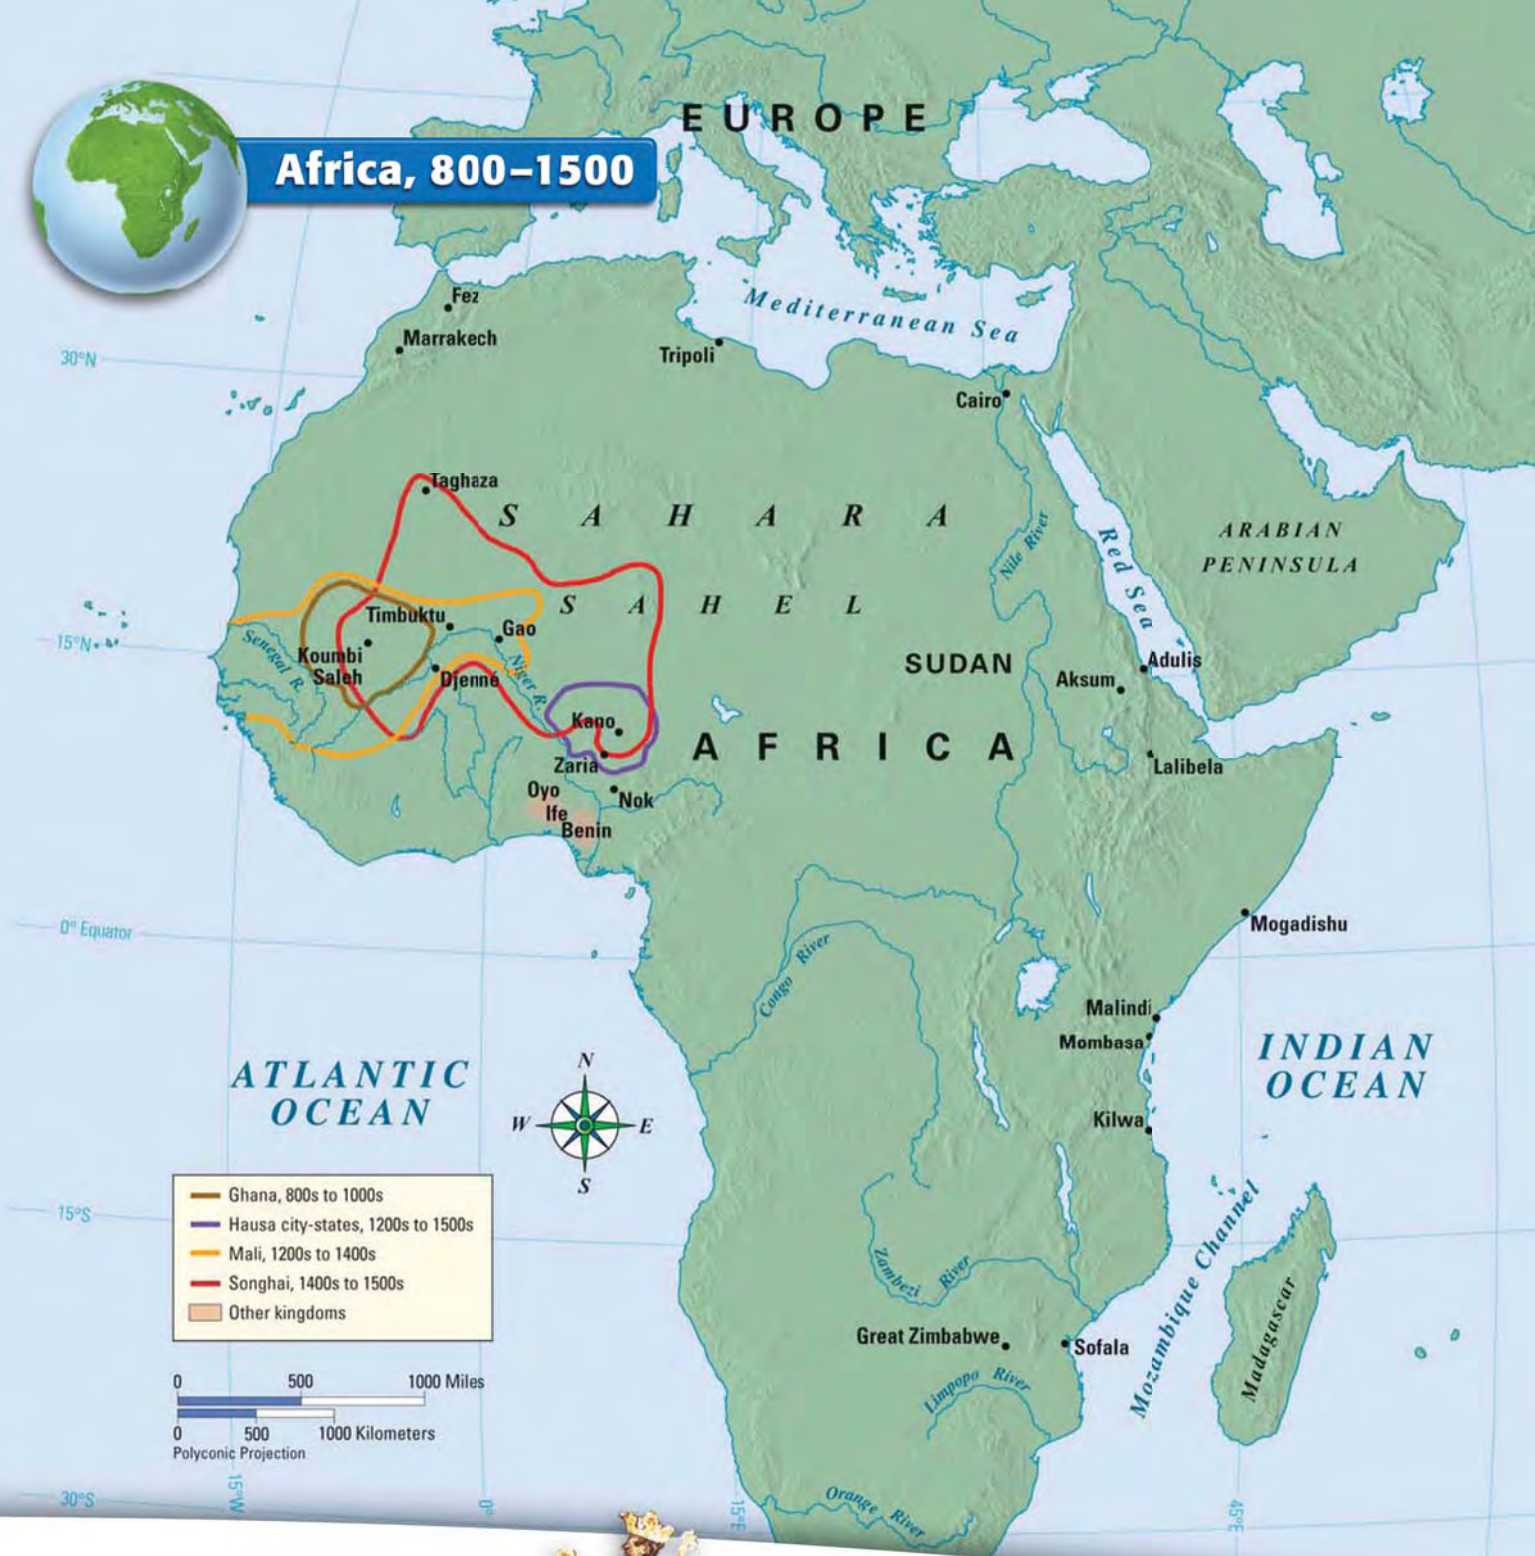 EUROPE
Africa, 800–1500
Fez
Mediterranean Sea
Marrakech
Tripoli
30°N
Cairo
Taghaza
SAHARA
Nile River
Red Sea
ARABIAN
PENINSULA
SAHEL
Timbuktu
Gao
15°N
Senegal R.
Koumbi
Saleh
Djenné
Niger R.
SUDAN
Adulis
Aksum
Kano
AFRICA
Zaria
Lalibela
Oyo
Nok
Ife
Benin
0° Equator
Mogadishu
Congo River
Malindi
Mombasa
ATLANTIC
OCEAN
INDIAN
OCEAN
N
W
E
S
Kilwa
15°S
Ghana, 800s to 1000s
Hausa city-states, 1200s to 1500s
Mali, 1200s to 1400s
Songhai, 1400s to 1500s
Other kingdoms
Zambezi River
Mozambique Channel
Madagascar
Great Zimbabwe
Sofala
Limpopo River
0 500 1000 Miles
0 500 1000 Kilometers
Polyconic Projection
30°S
15°W
0°
15°E
45°E
Orange River